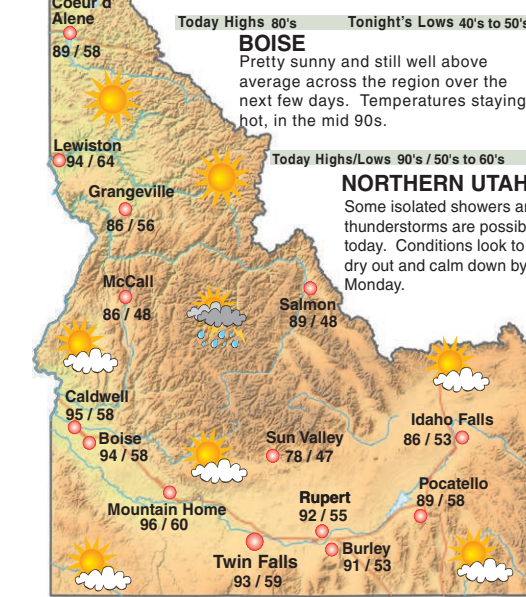 Coeur d'
Alene
89 / 58
Today Highs 80's Tonight's Lows 40's to 50's
BOISE
Pretty sunny and still well above
average across the region over the
next few days. Temperatures staying
hot, in the mid 90s.
Lewiston
94 / 64
Today Highs/Lows 90's / 50's to 60's
Grangeville
86 / 56
NORTHERN UTAH
Some isolated showers an
thunderstorms are possib
today. Conditions look to
dry out and calm down by
Monday.
McCall
86 / 48
Salmon
89 / 48
Caldwell
95 / 58
Boise
94 / 58
Sun Valley
78 / 47
Idaho Falls
86 / 53
Mountain Home
96 / 60
Rupert
92 / 55
Pocatello
89 / 58
Twin Falls
93 / 59
Burley
91 / 53